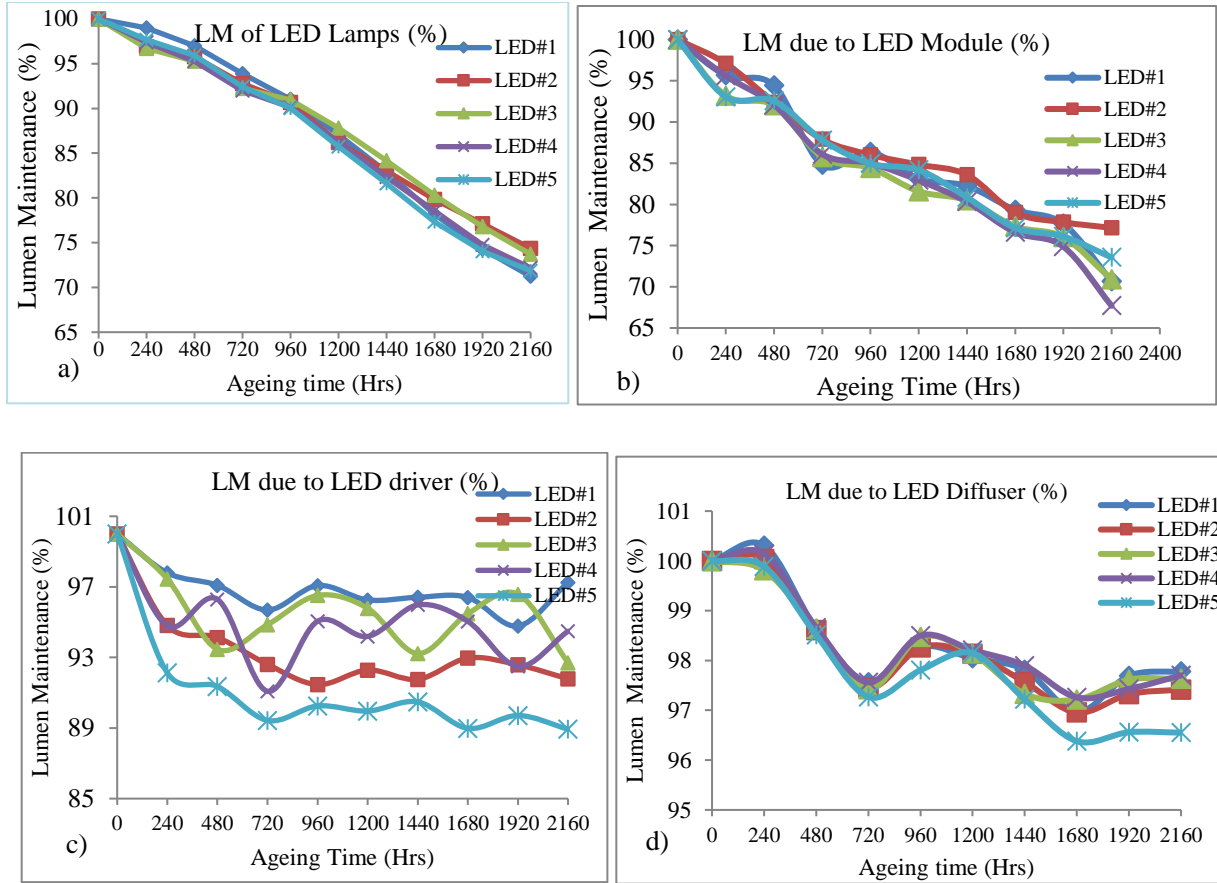 LM of LED Lamps (%)
Lumen Maintenance (%)
100
95
90
85
80
75
70
65
0 240 480 720 960 1200 1440 1680 1920 2160
Ageing time (Hrs)
a)
LED#1
LED#2
LED#3
LED#4
LED#5
LM due to LED Module (%)
Lumen Maintenance (%)
100
95
90
85
80
75
70
65
0 240 480 720 960 1200 1440 1680 1920 2160 2400
Ageing Time (Hrs)
b)
LED#1
LED#2
LED#3
LED#4
LED#5
LM due to LED driver (%)
Lumen Maintenance (%)
101
97
93
89
85
0 240 480 720 960 1200 1440 1680 1920 2160
Ageing Time (Hrs)
c)
LED#1
LED#2
LED#3
LED#4
LED#5
LM due to LED Diffuser (%)
Lumen Maintenance (%)
101
100
99
98
97
96
95
0 240 480 720 960 1200 1440 1680 1920 2160
Ageing time (Hrs)
d)
LED#1
LED#2
LED#3
LED#4
LED#5